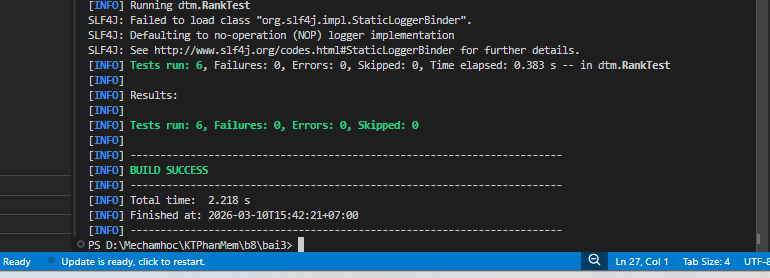 [INFO] Running dtm.RankTest
SLF4J: Failed to load class "org.slf4j.impl.StaticLoggerBinder".
SLF4J: Defaulting to no-operation (NOP) logger implementation
SLF4J: See http://www.slf4j.org/codes.html#StaticLoggerBinder for further details.
[INFO] Tests run: 6, Failures: 0, Errors: 0, Skipped: 0, Time elapsed: 0.383 s -- in dtm.RankTest
[INFO]
[INFO] Results:
[INFO]
[INFO] Tests run: 6, Failures: 0, Errors: 0, Skipped: 0
[INFO]
[INFO] ------------------------------------------------------------------------
[INFO] BUILD SUCCESS
[INFO] ------------------------------------------------------------------------
[INFO] Total time:  2.218 s
[INFO] Finished at: 2026-03-10T15:42:21+07:00
[INFO] ------------------------------------------------------------------------
PS D:\Mechamhoc\KTPhanMem\b8\bai3>
Ready Update is ready, click to restart. Ln 27, Col 1 Tab Size: 4 UTF-8